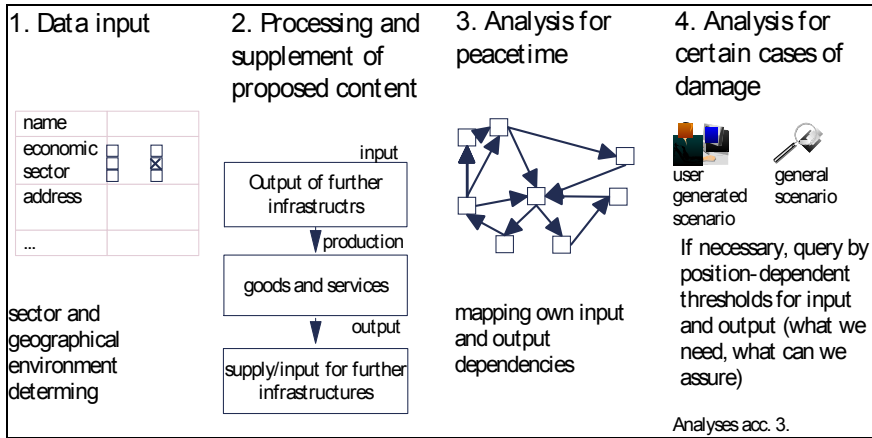 1. Data input
name
economic
sector
address
...
sector and
geographical
environment
determing
2. Processing and
supplement of
proposed content
input
Output of further
infrastructrs
production
goods and services
output
supply/input for further
infrastructures
3. Analysis for
peacetime
mapping own input
and output
dependencies
4. Analysis for
certain cases of
damage
user
generated
scenario
general
scenario
If necessary, query by
position-dependent
thresholds for input
and output (what we
need, what can we
assure)
Analyses acc. 3.